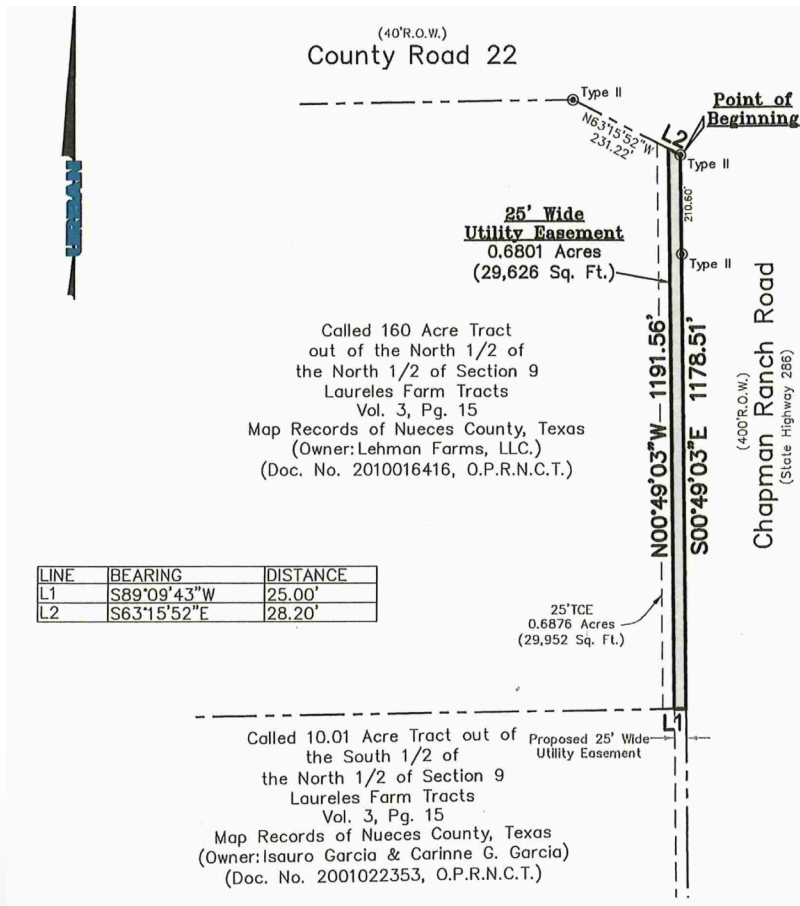 (40'R.O.W.)
County Road 22
Type II
Point of
Beginning
N63°15'52"W
231.22'
L2
Type II
210.60'
25' Wide
Utility Easement
0.6801 Acres
(29,626 Sq. Ft.)
Type II
URBAN
Called 160 Acre Tract
out of the North 1/2 of
the North 1/2 of Section 9
Laureles Farm Tracts
Vol. 3, Pg. 15
Map Records of Nueces County, Texas
(Owner: Lehman Farms, LLC.)
(Doc. No. 2010016416, O.P.R.N.C.T.)
N00°49'03"W 1191.56'
S00°49'03"E 1178.51'
(400'R.O.W.)
Chapman Ranch Road
(State Highway 286)
LINE BEARING DISTANCE
L1 S89°09'43"W 25.00'
L2 S63°15'52"E 28.20'
25'TCE
0.6876 Acres
(29,952 Sq. Ft.)
L1
Proposed 25' Wide
Utility Easement
Called 10.01 Acre Tract out of
the South 1/2 of
the North 1/2 of Section 9
Laureles Farm Tracts
Vol. 3, Pg. 15
Map Records of Nueces County, Texas
(Owner: Isauro Garcia & Carinne G. Garcia)
(Doc. No. 2001022353, O.P.R.N.C.T.)